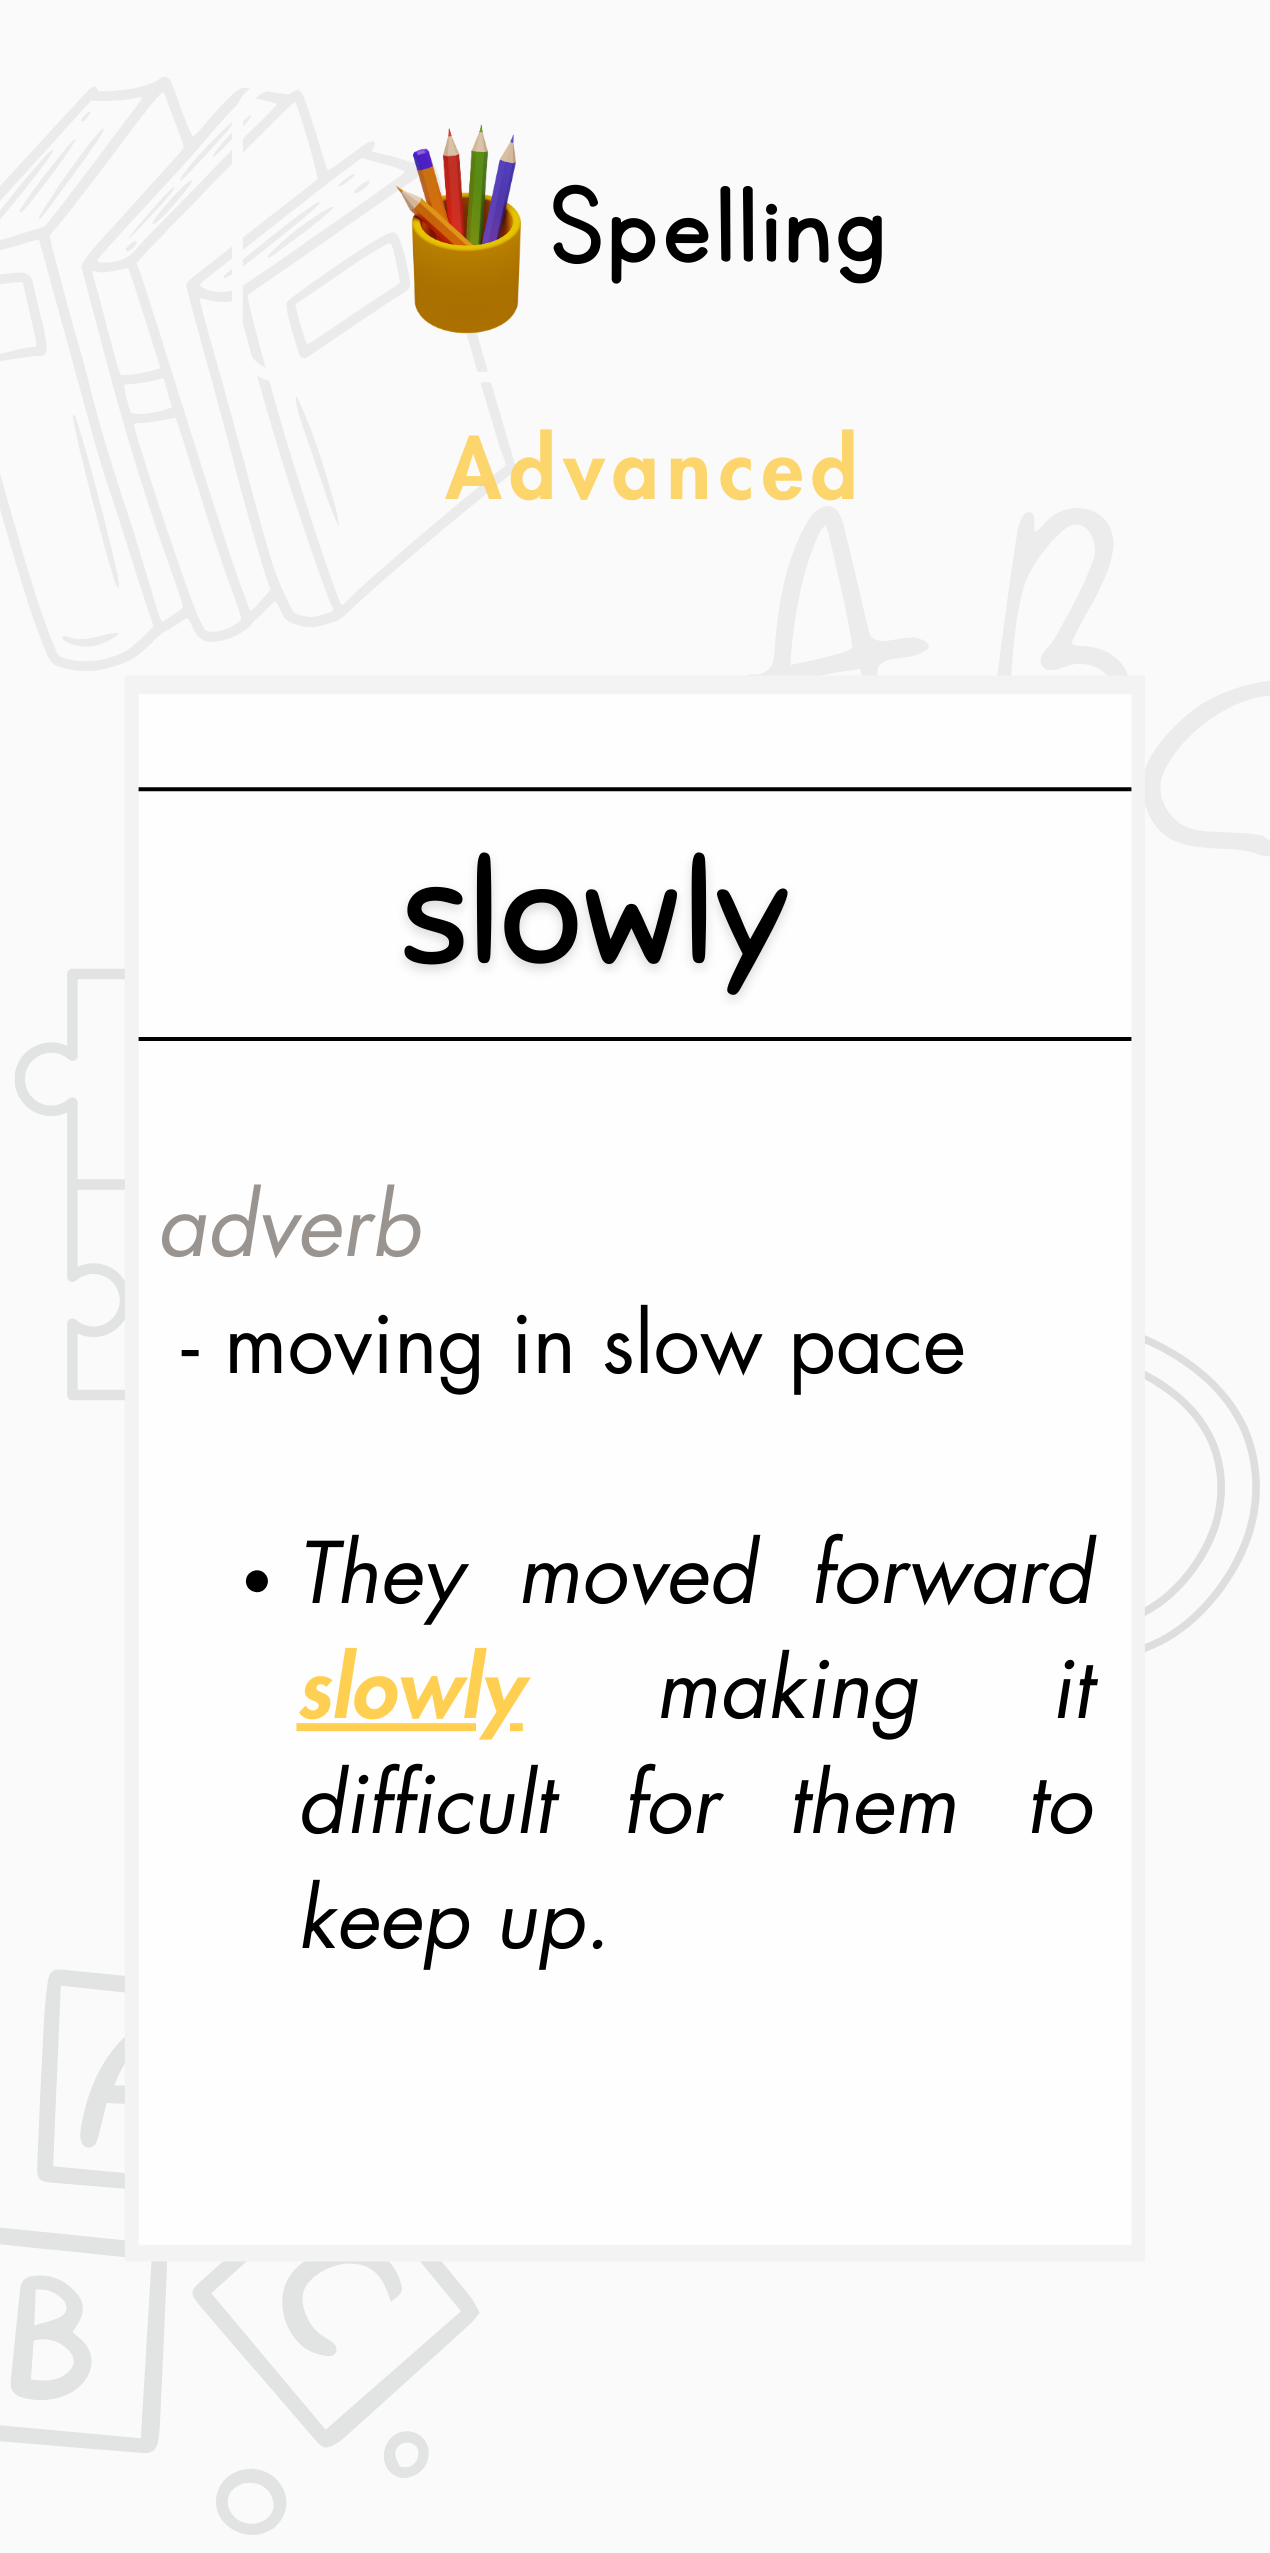 Spelling
Advanced
A B
slowly
adverb
- moving in slow pace
• They moved forward
slowly making it
difficult for them to
keep up.
A
B C